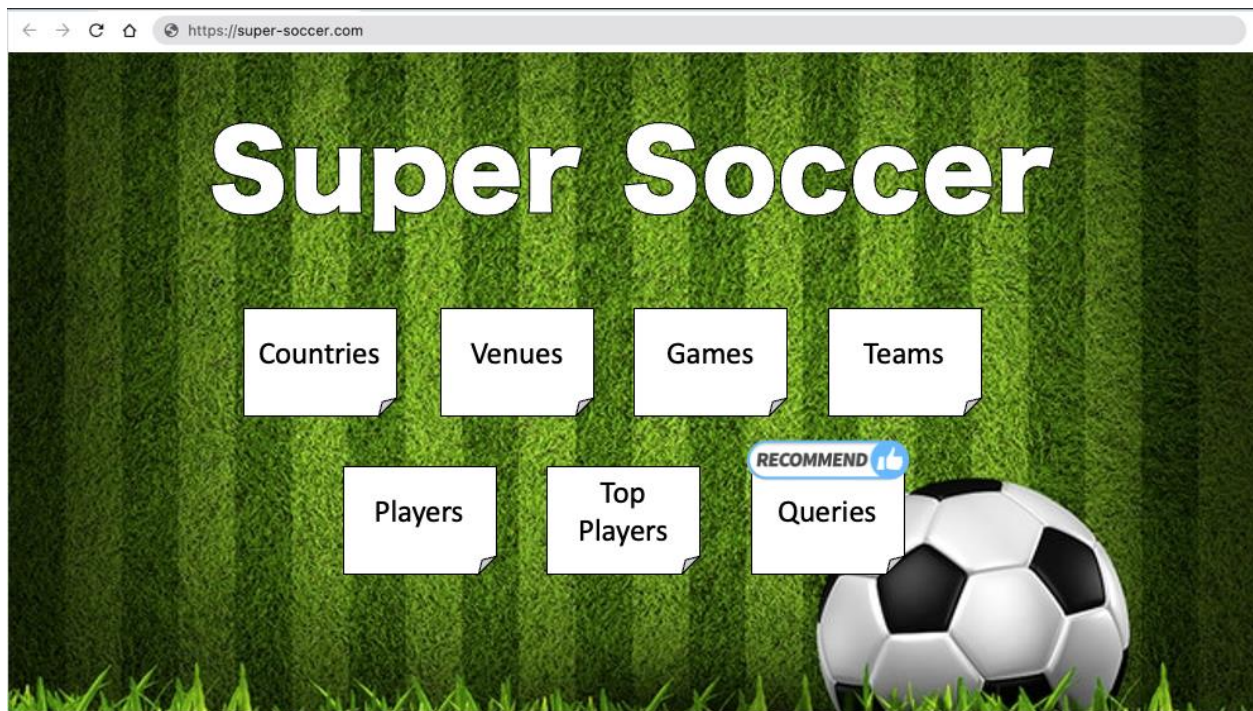 https://super-soccer.com
Super Soccer
Countries
Venues
Games
Teams
RECOMMEND
Players
Top
Players
Queries